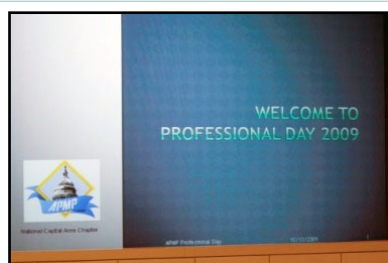 WELCOME TO
PROFESSIONAL DAY 2009
APMP
National Capital Area Chapter
APMP Professional Day